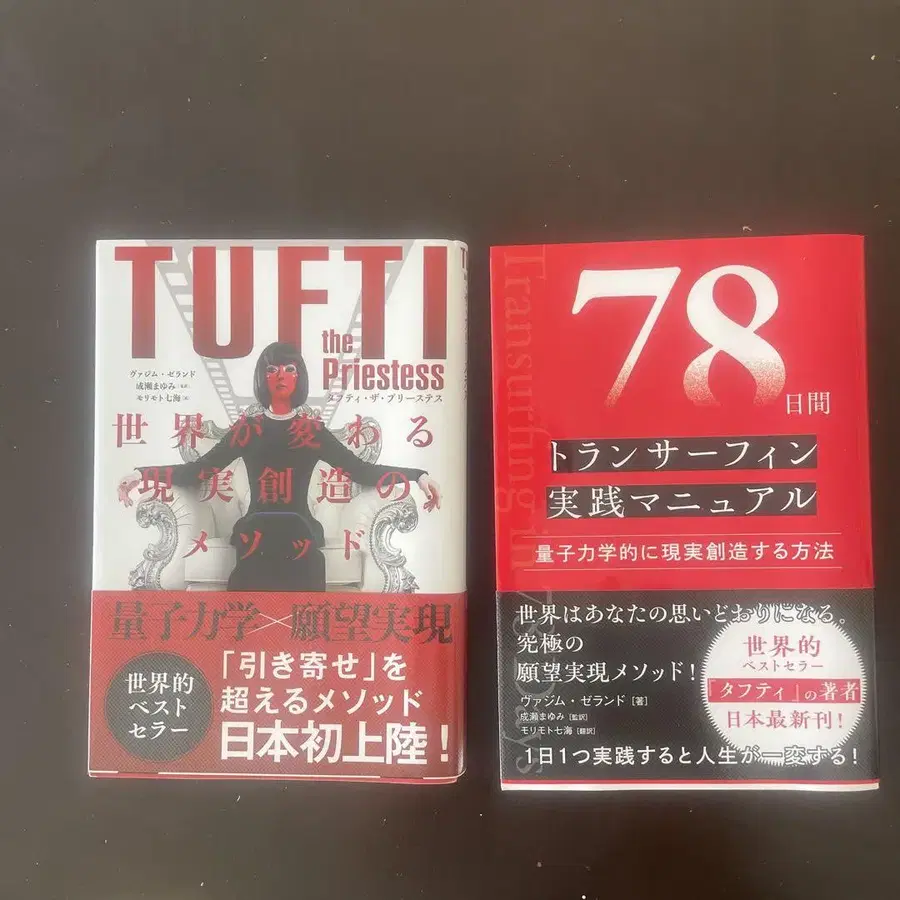 TUFTI
the
Priestess
タフティ・ザ・プリーステス
ヴァジム・ゼランド
成瀬まゆみ
モリモト七海
世界が変わる
現実創造の
メソッド
量子力学×願望実現
世界的
ベスト
セラー
「引き寄せ」を
超えるメソッド
日本初上陸!
Transurfing in 78 Days
78
日間
トランサーフィン
実践マニュアル
量子力学的に現実創造する方法
世界はあなたの思いどおりになる。
究極の
願望実現メソッド!
ヴァジム・ゼランド[著]
成瀬まゆみ[監訳]
モリモト七海[翻訳]
世界的
ベストセラー
「タフティ」の著者
日本最新刊!
1日1つ実践すると人生が一変する!